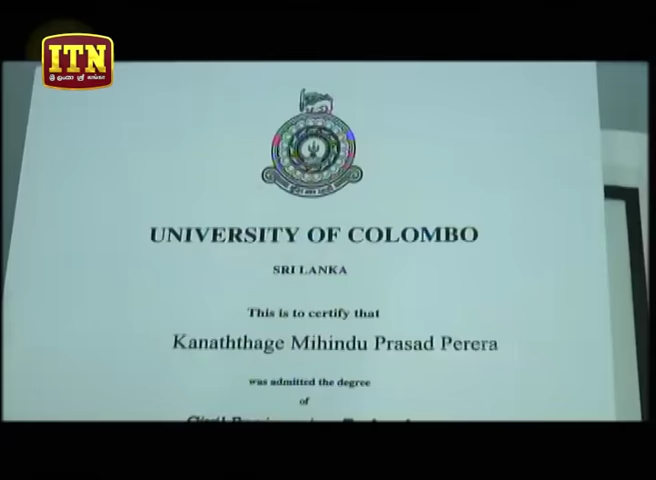 ITN
UNIVERSITY OF COLOMBO
SRI LANKA
This is to certify that
Kanaththage Mihindu Prasad Perera
was admitted the degree
of